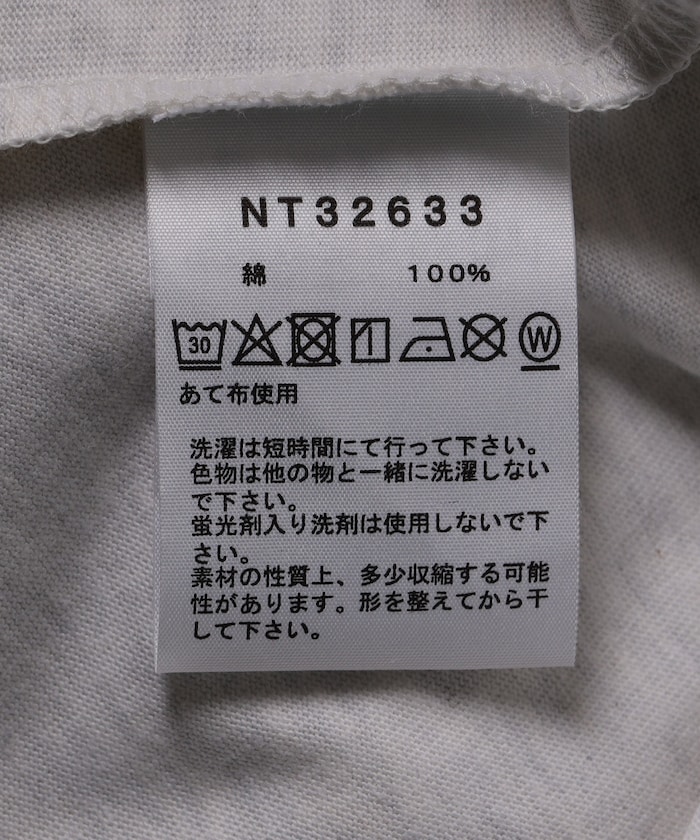 NT32633
綿 100%
30 W
あて布使用
洗濯は短時間にて行って下さい。
色物は他の物と一緒に洗濯しない
で下さい。
蛍光剤入り洗剤は使用しないで下
さい。
素材の性質上、多少収縮する可能
性があります。形を整えてから干
して下さい。